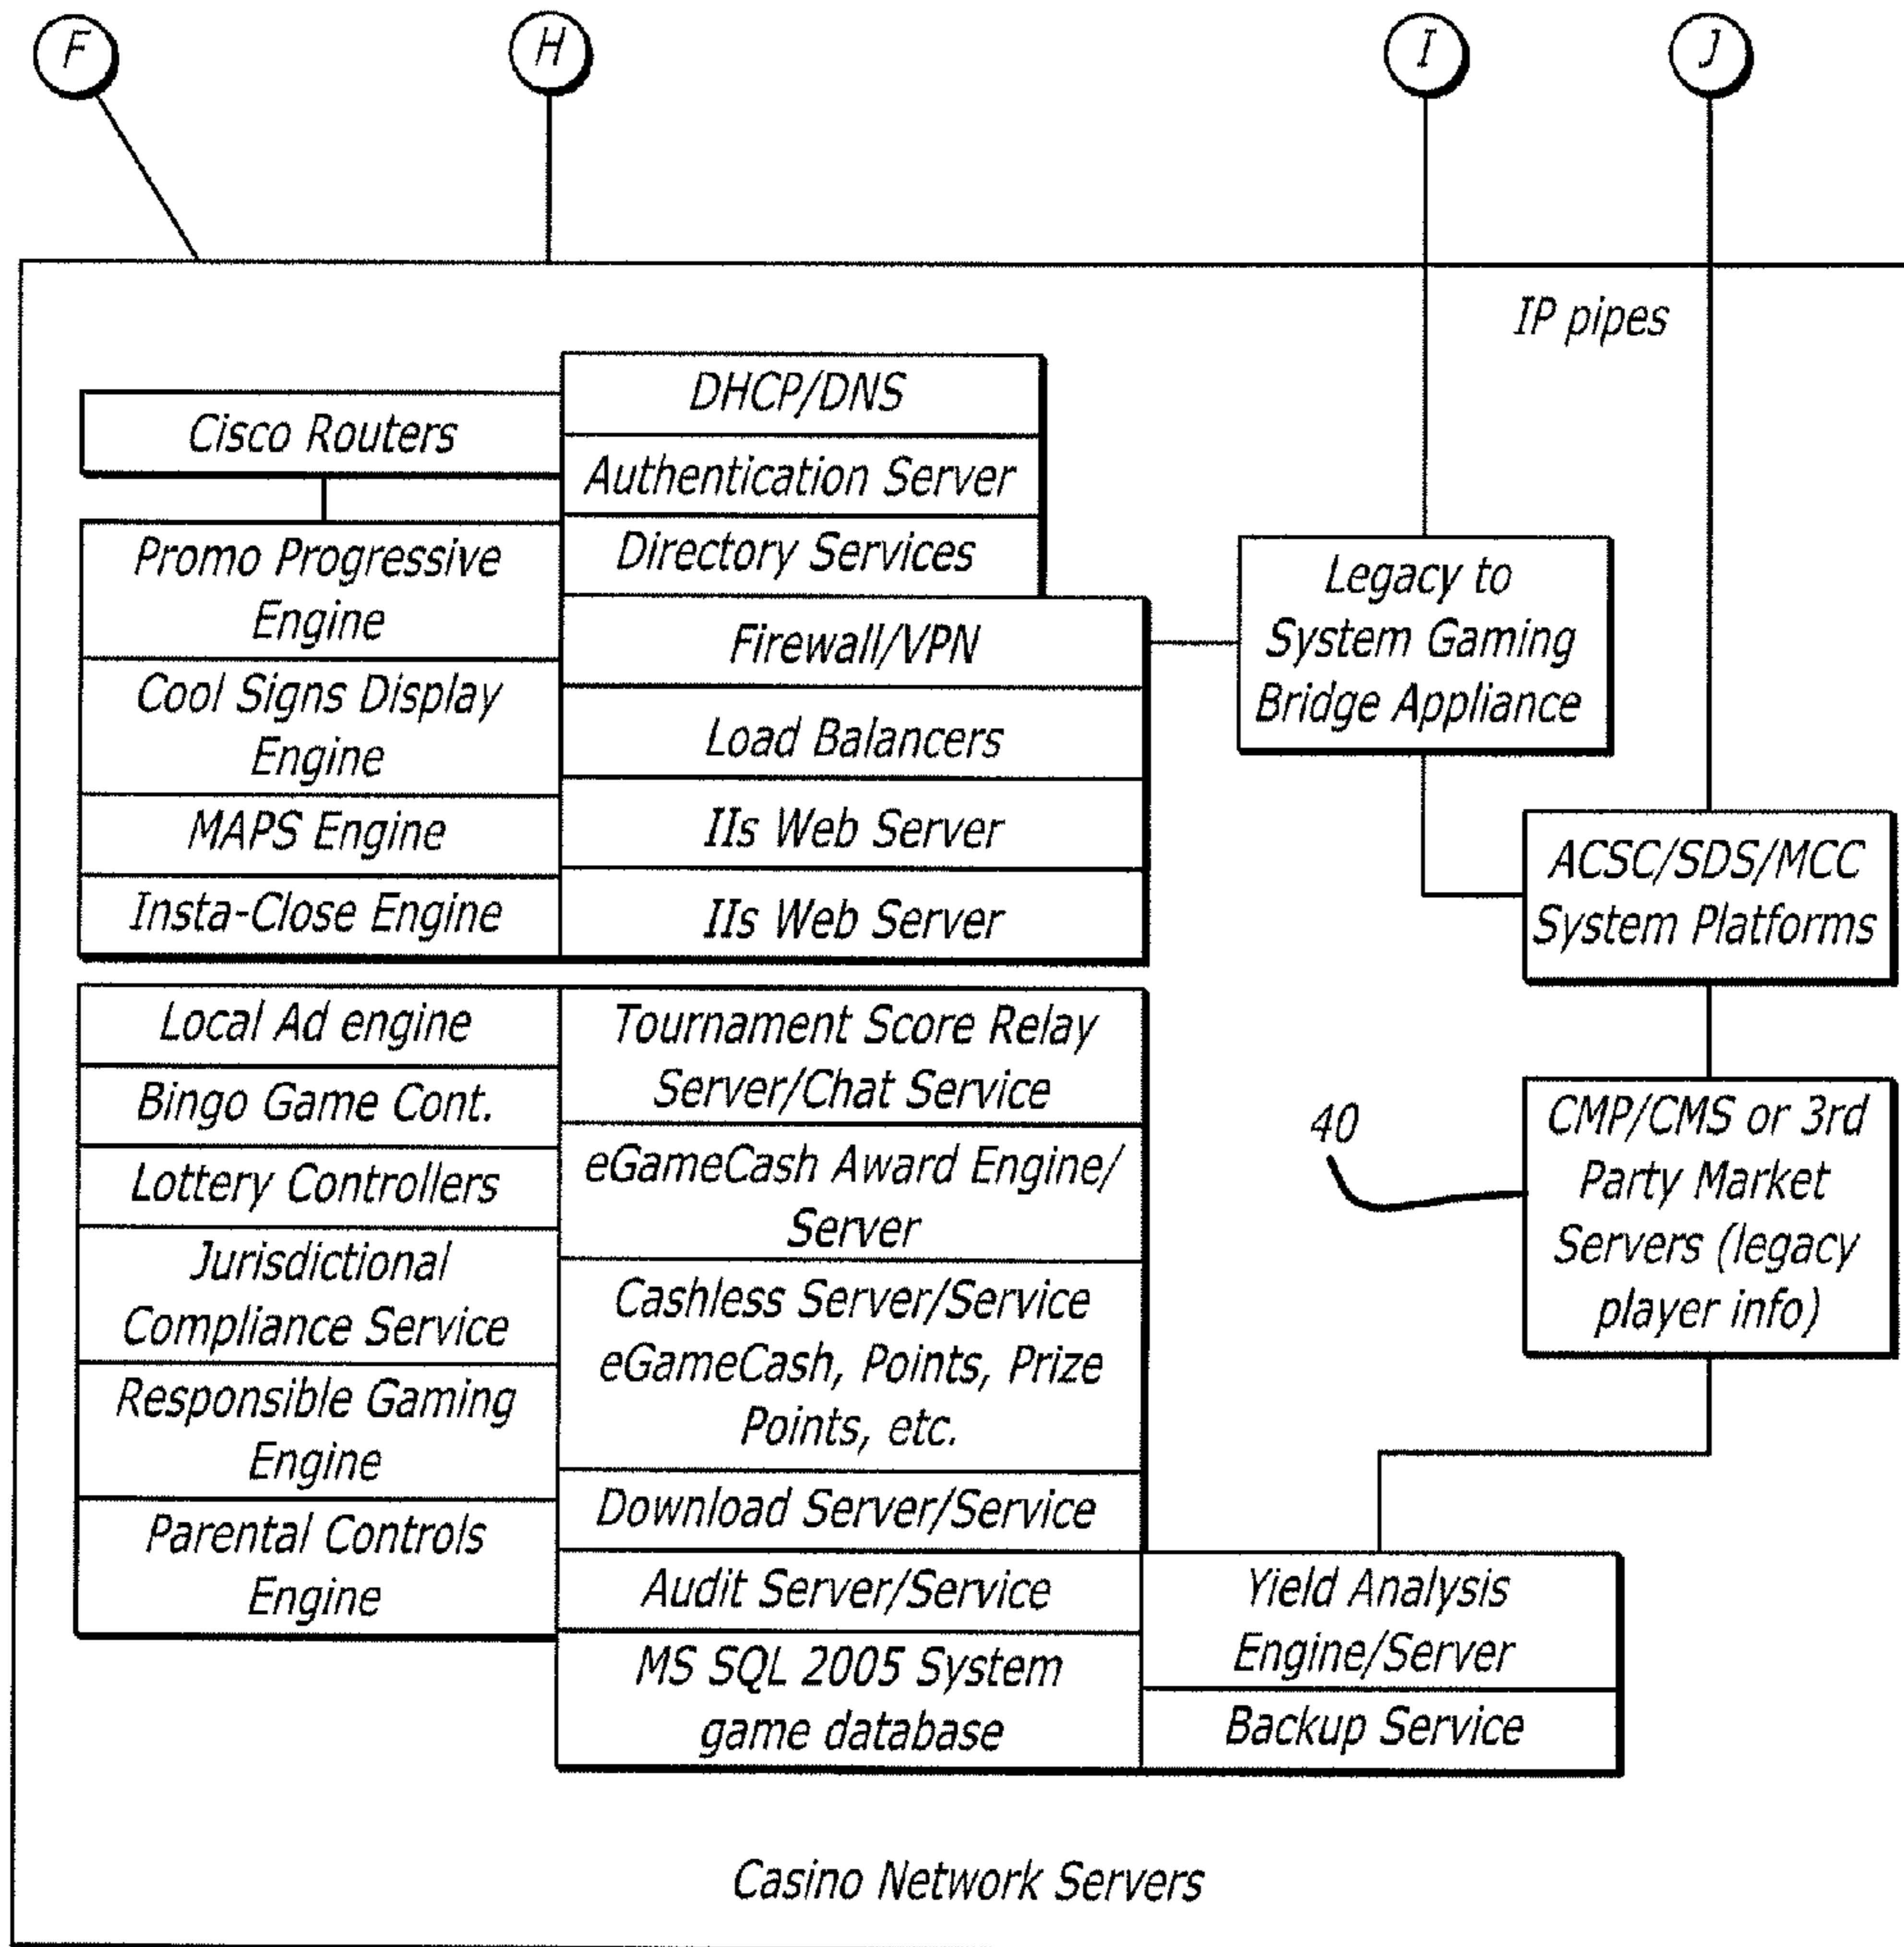 F
H
I
J
IP pipes
Cisco Routers
Promo Progressive
Engine
Cool Signs Display
Engine
MAPS Engine
Insta-Close Engine
DHCP/DNS
Authentication Server
Directory Services
Firewall/VPN
Load Balancers
IIs Web Server
IIs Web Server
Legacy to
System Gaming
Bridge Appliance
ACSC/SDS/MCC
System Platforms
Local Ad engine
Bingo Game Cont.
Lottery Controllers
Jurisdictional
Compliance Service
Responsible Gaming
Engine
Parental Controls
Engine
Tournament Score Relay
Server/Chat Service
eGameCash Award Engine/
Server
Cashless Server/Service
eGameCash, Points, Prize
Points, etc.
Download Server/Service
Audit Server/Service
MS SQL 2005 System
game database
40
CMP/CMS or 3rd
Party Market
Servers (legacy
player info)
Yield Analysis
Engine/Server
Backup Service
Casino Network Servers